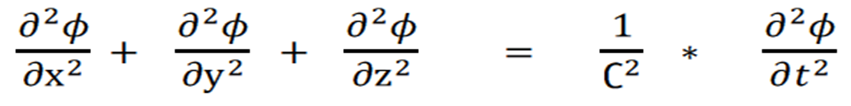 ∂²ϕ/∂x² + ∂²ϕ/∂y² + ∂²ϕ/∂z² = 1/C² * ∂²ϕ/∂t²